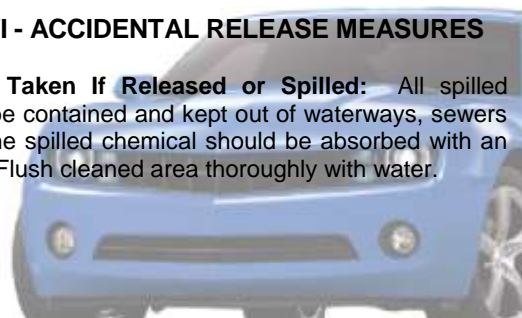 I - ACCIDENTAL RELEASE MEASURES
Taken If Released or Spilled: All spilled
be contained and kept out of waterways, sewers
he spilled chemical should be absorbed with an
Flush cleaned area thoroughly with water.